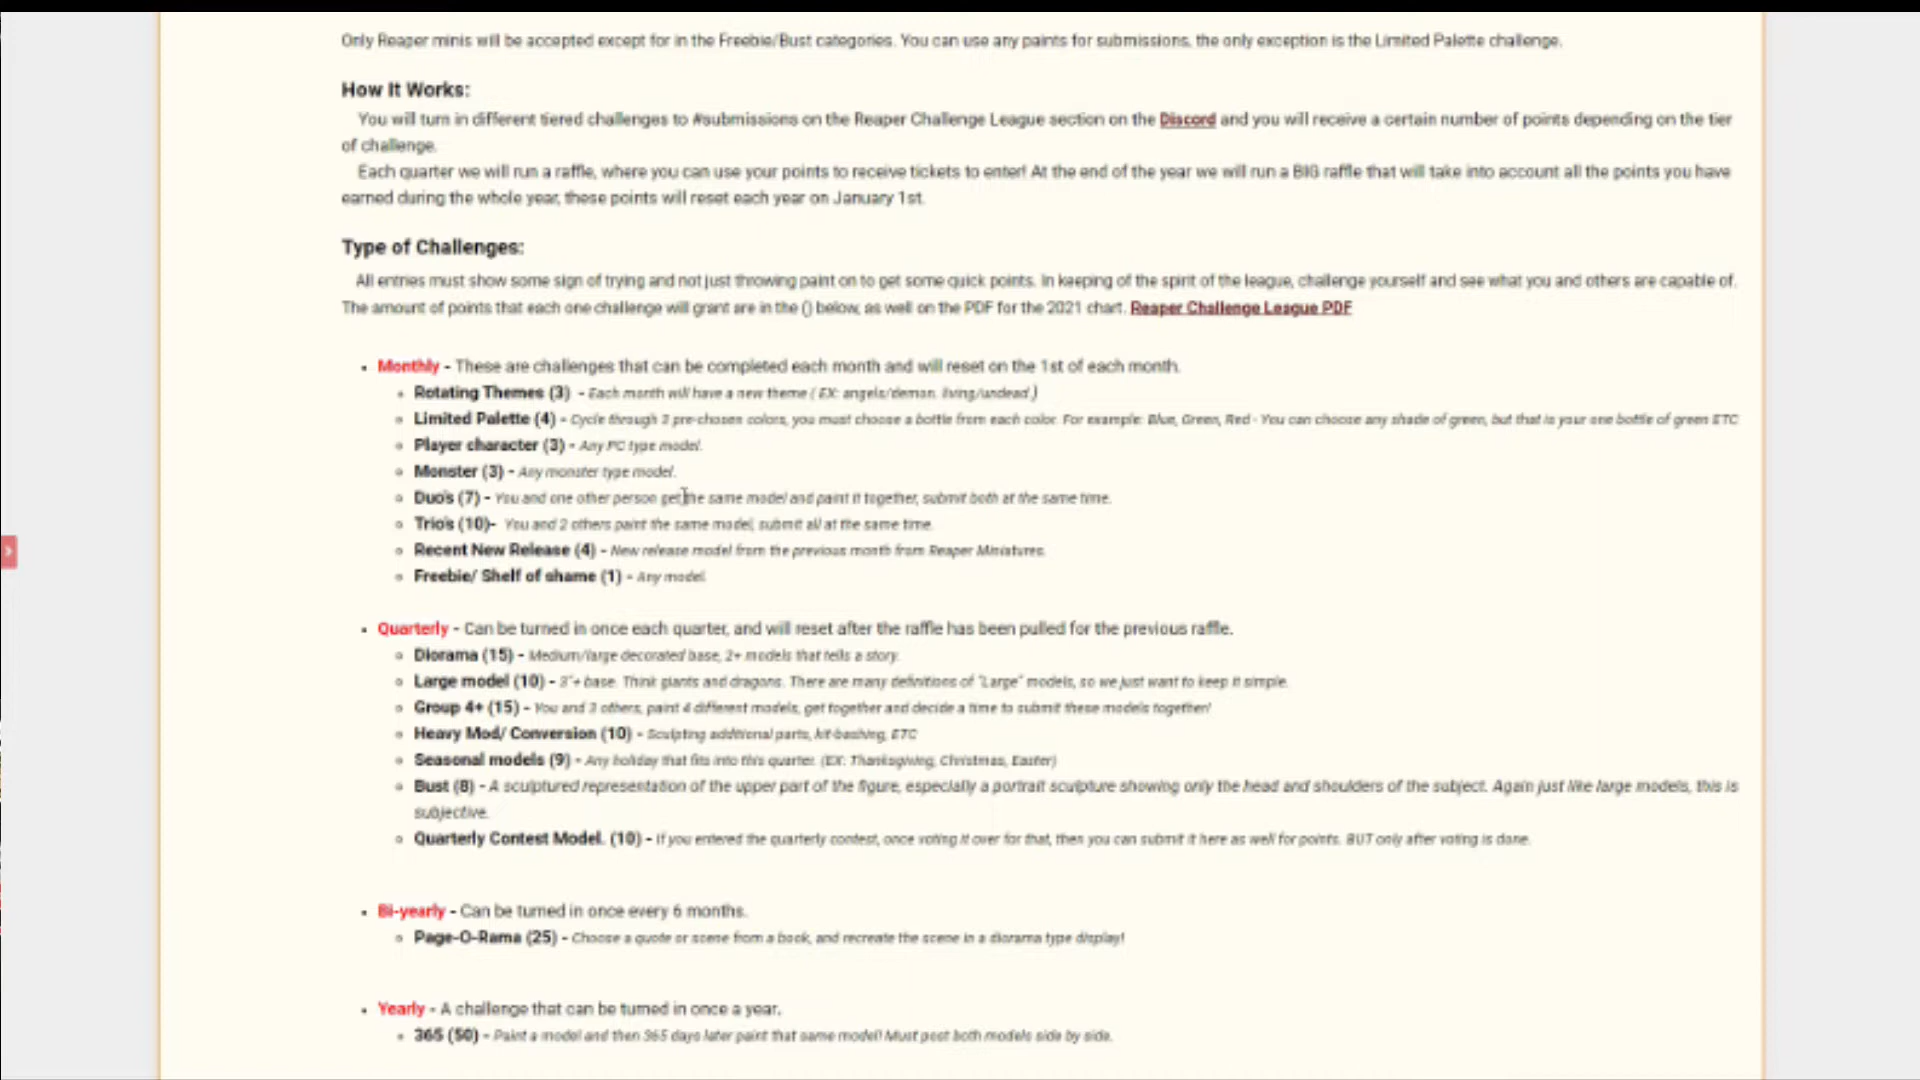 Only Reaper minis will be accepted except for in the Freebie/Bust categories. You can use any paints for submissions, the only exception is the Limited Palette challenge.
How It Works:
You will turn in different tiered challenges to #submissions on the Reaper Challenge League section on the Discord and you will receive a certain number of points depending on the tier
of challenge.
Each quarter we will run a raffle, where you can use your points to receive tickets to enter! At the end of the year we will run a BIG raffle that will take into account all the points you have
earned during the whole year, these points will reset each year on January 1st.
Type of Challenges:
All entries must show some sign of trying and not just throwing paint on to get some quick points. In keeping of the spirit of the league, challenge yourself and see what you and others are capable of.
The amount of points that each one challenge will grant are in the () below, as well on the PDF for the 2021 chart. Reaper Challenge League PDF
• Monthly - These are challenges that can be completed each month and will reset on the 1st of each month.
Rotating Themes (3) - Each month will have a new theme ( EX: angels/demon. living/undead.)
Limited Palette (4) - Cycle through 3 pre-chosen colors, you must choose a bottle from each color. For example: Blue, Green, Red - You can choose any shade of green, but that is your one bottle of green ETC
Player character (3) - Any PC type model.
Monster (3) - Any monster type model.
Duo's (7) - You and one other person get the same model and paint it together, submit both at the same time.
Trio's (10)- You and 2 others paint the same model, submit all at the same time.
Recent New Release (4) - New release model from the previous month from Reaper Miniatures.
Freebie/ Shelf of shame (1) - Any model.
• Quarterly - Can be turned in once each quarter, and will reset after the raffle has been pulled for the previous raffle.
Diorama (15) - Medium/large decorated base, 2+ models that tells a story.
Large model (10) - 3"+ base. Think giants and dragons. There are many definitions of "Large" models, so we just want to keep it simple.
Group 4+ (15) - You and 3 others, paint 4 different models, get together and decide a time to submit these models together!
Heavy Mod/ Conversion (10) - Sculpting additional parts, kit-bashing, ETC
Seasonal models (9) - Any holiday that fits into this quarter. (EX: Thanksgiving, Christmas, Easter)
Bust (8) - A sculptured representation of the upper part of the figure, especially a portrait sculpture showing only the head and shoulders of the subject. Again just like large models, this is
subjective.
Quarterly Contest Model. (10) - If you entered the quarterly contest, once voting it over for that, then you can submit it here as well for points. BUT only after voting is done.
• Bi-yearly - Can be turned in once every 6 months.
Page-O-Rama (25) - Choose a quote or scene from a book, and recreate the scene in a diorama type display!
• Yearly - A challenge that can be turned in once a year.
365 (50) - Paint a model and then 365 days later paint that same model! Must post both models side by side.